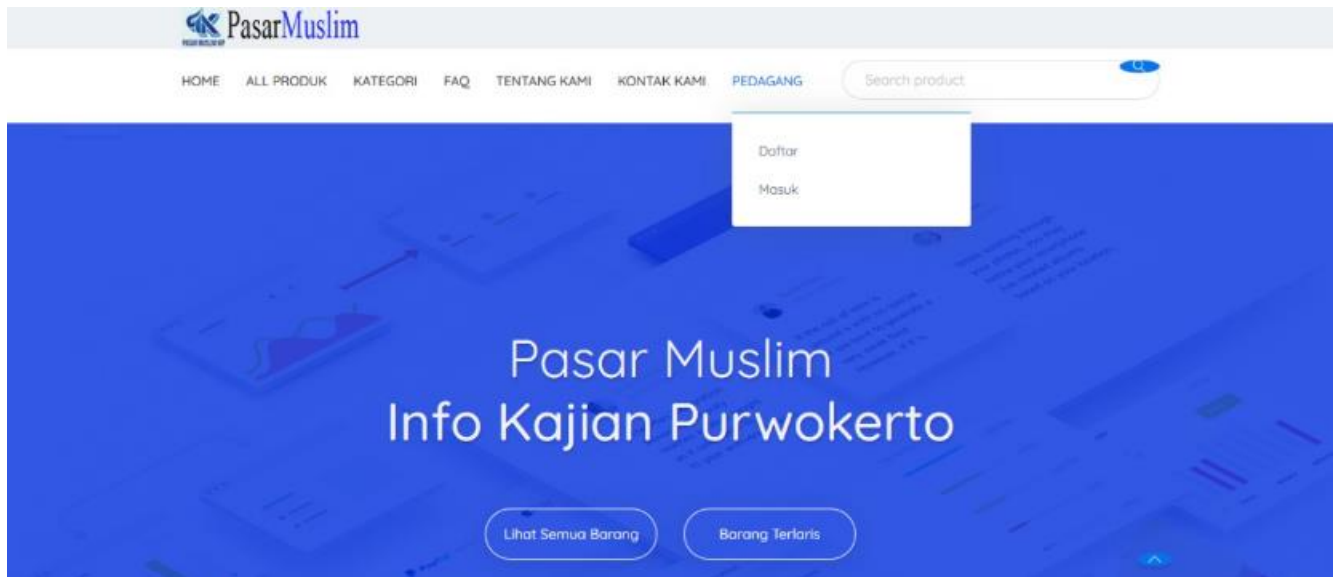 PasarMuslim
HOME ALL PRODUK KATEGORI FAQ TENTANG KAMI KONTAK KAMI PEDAGANG Search product
Daftar
Masuk
Pasar Muslim
Info Kajian Purwokerto
Lihat Semua Barang Barang Terlaris